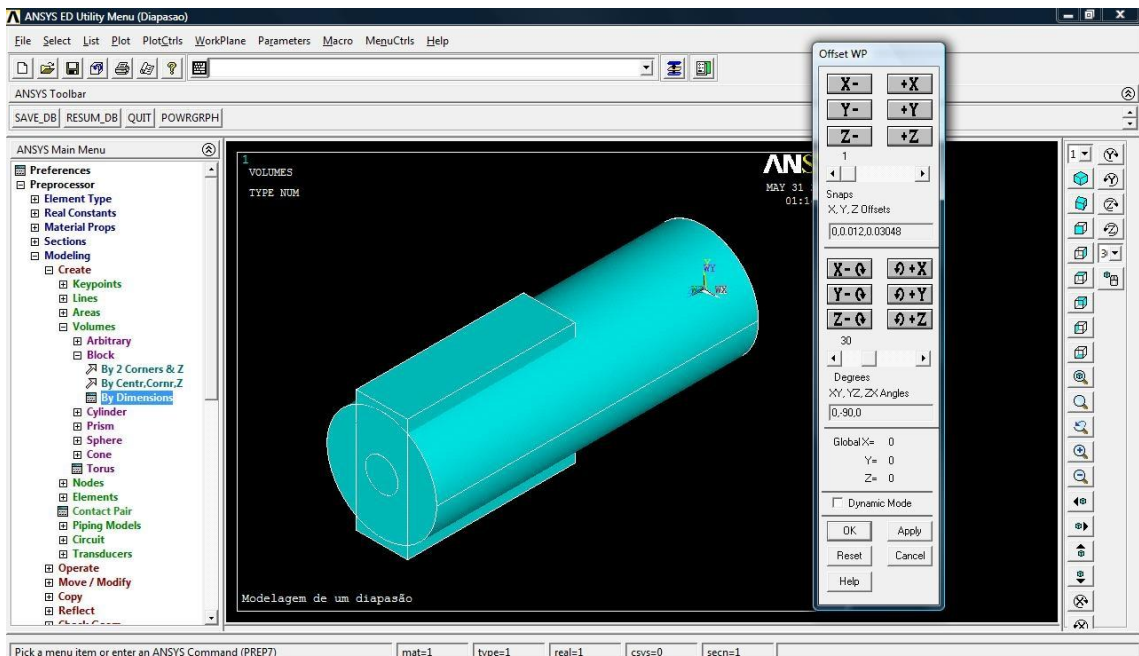 ANSYS ED Utility Menu (Diapasao)
File Select List Plot PlotCtrls WorkPlane Parameters Macro MenuCtrls Help
ANSYS Toolbar
SAVE_DB RESUM_DB QUIT POWRGRPH
ANSYS Main Menu
Preferences
Preprocessor
Element Type
Real Constants
Material Props
Sections
Modeling
Create
Keypoints
Lines
Areas
Volumes
Arbitrary
Block
By 2 Corners & Z
By Centr,Cornr,Z
By Dimensions
Cylinder
Prism
Sphere
Cone
Torus
Nodes
Elements
Contact Pair
Piping Models
Circuit
Transducers
Operate
Move / Modify
Copy
Reflect
Check Geom
1
VOLUMES
TYPE NUM
ANS
MAY 31
01:1
WY
WX
Modelagem de um diapasão
Offset WP
X- +X
Y- +Y
Z- +Z
1
Snaps
X, Y, Z Offsets
0,0.012,0.03048
X- +X
Y- +Y
Z- +Z
30
Degrees
XY, YZ, ZX Angles
0,-90,0
Global X= 0
Y= 0
Z= 0
Dynamic Mode
OK Apply
Reset Cancel
Help
1
Pick a menu item or enter an ANSYS Command (PREP7) mat=1 type=1 real=1 csys=0 secn=1